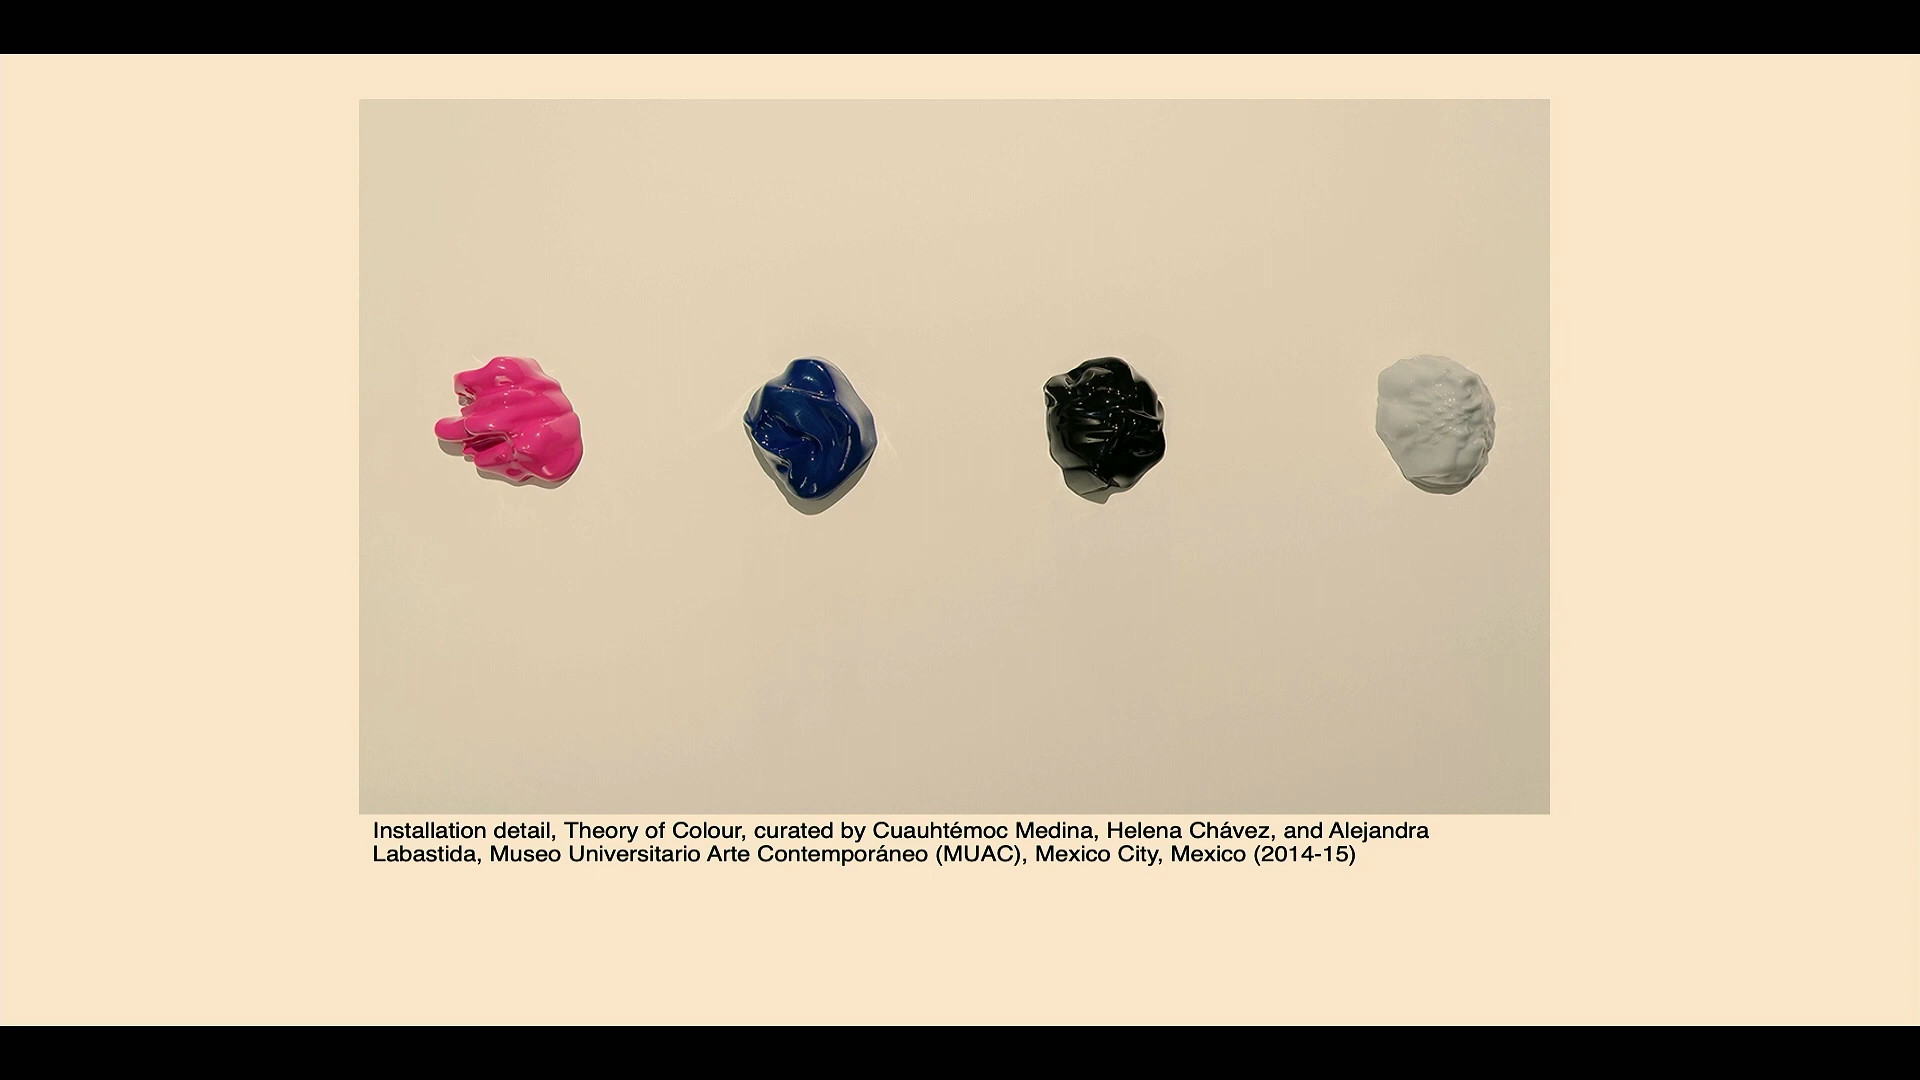 Installation detail, Theory of Colour, curated by Cuauhtémoc Medina, Helena Chávez, and Alejandra
Labastida, Museo Universitario Arte Contemporáneo (MUAC), Mexico City, Mexico (2014-15)